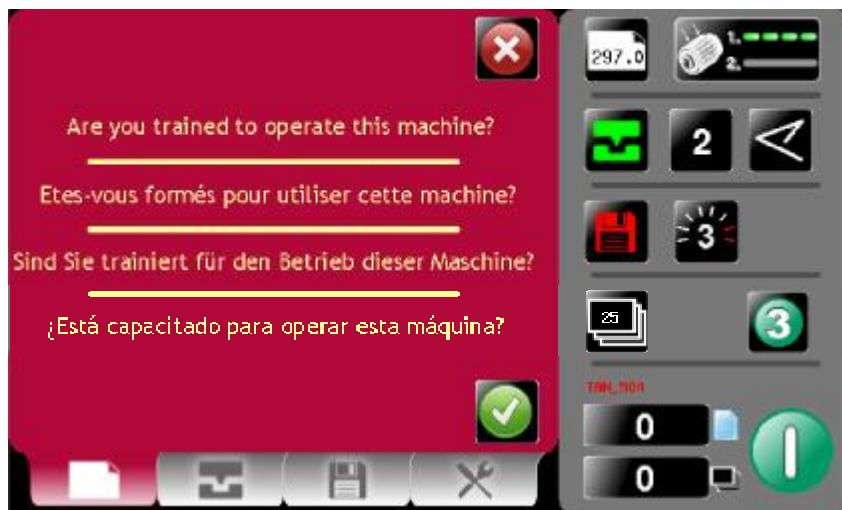 Are you trained to operate this machine?
Etes-vous formés pour utiliser cette machine?
Sind Sie trainiert für den Betrieb dieser Maschine?
¿Está capacitado para operar esta máquina?
297.0
1.
2.
2
3
25
3
0
0